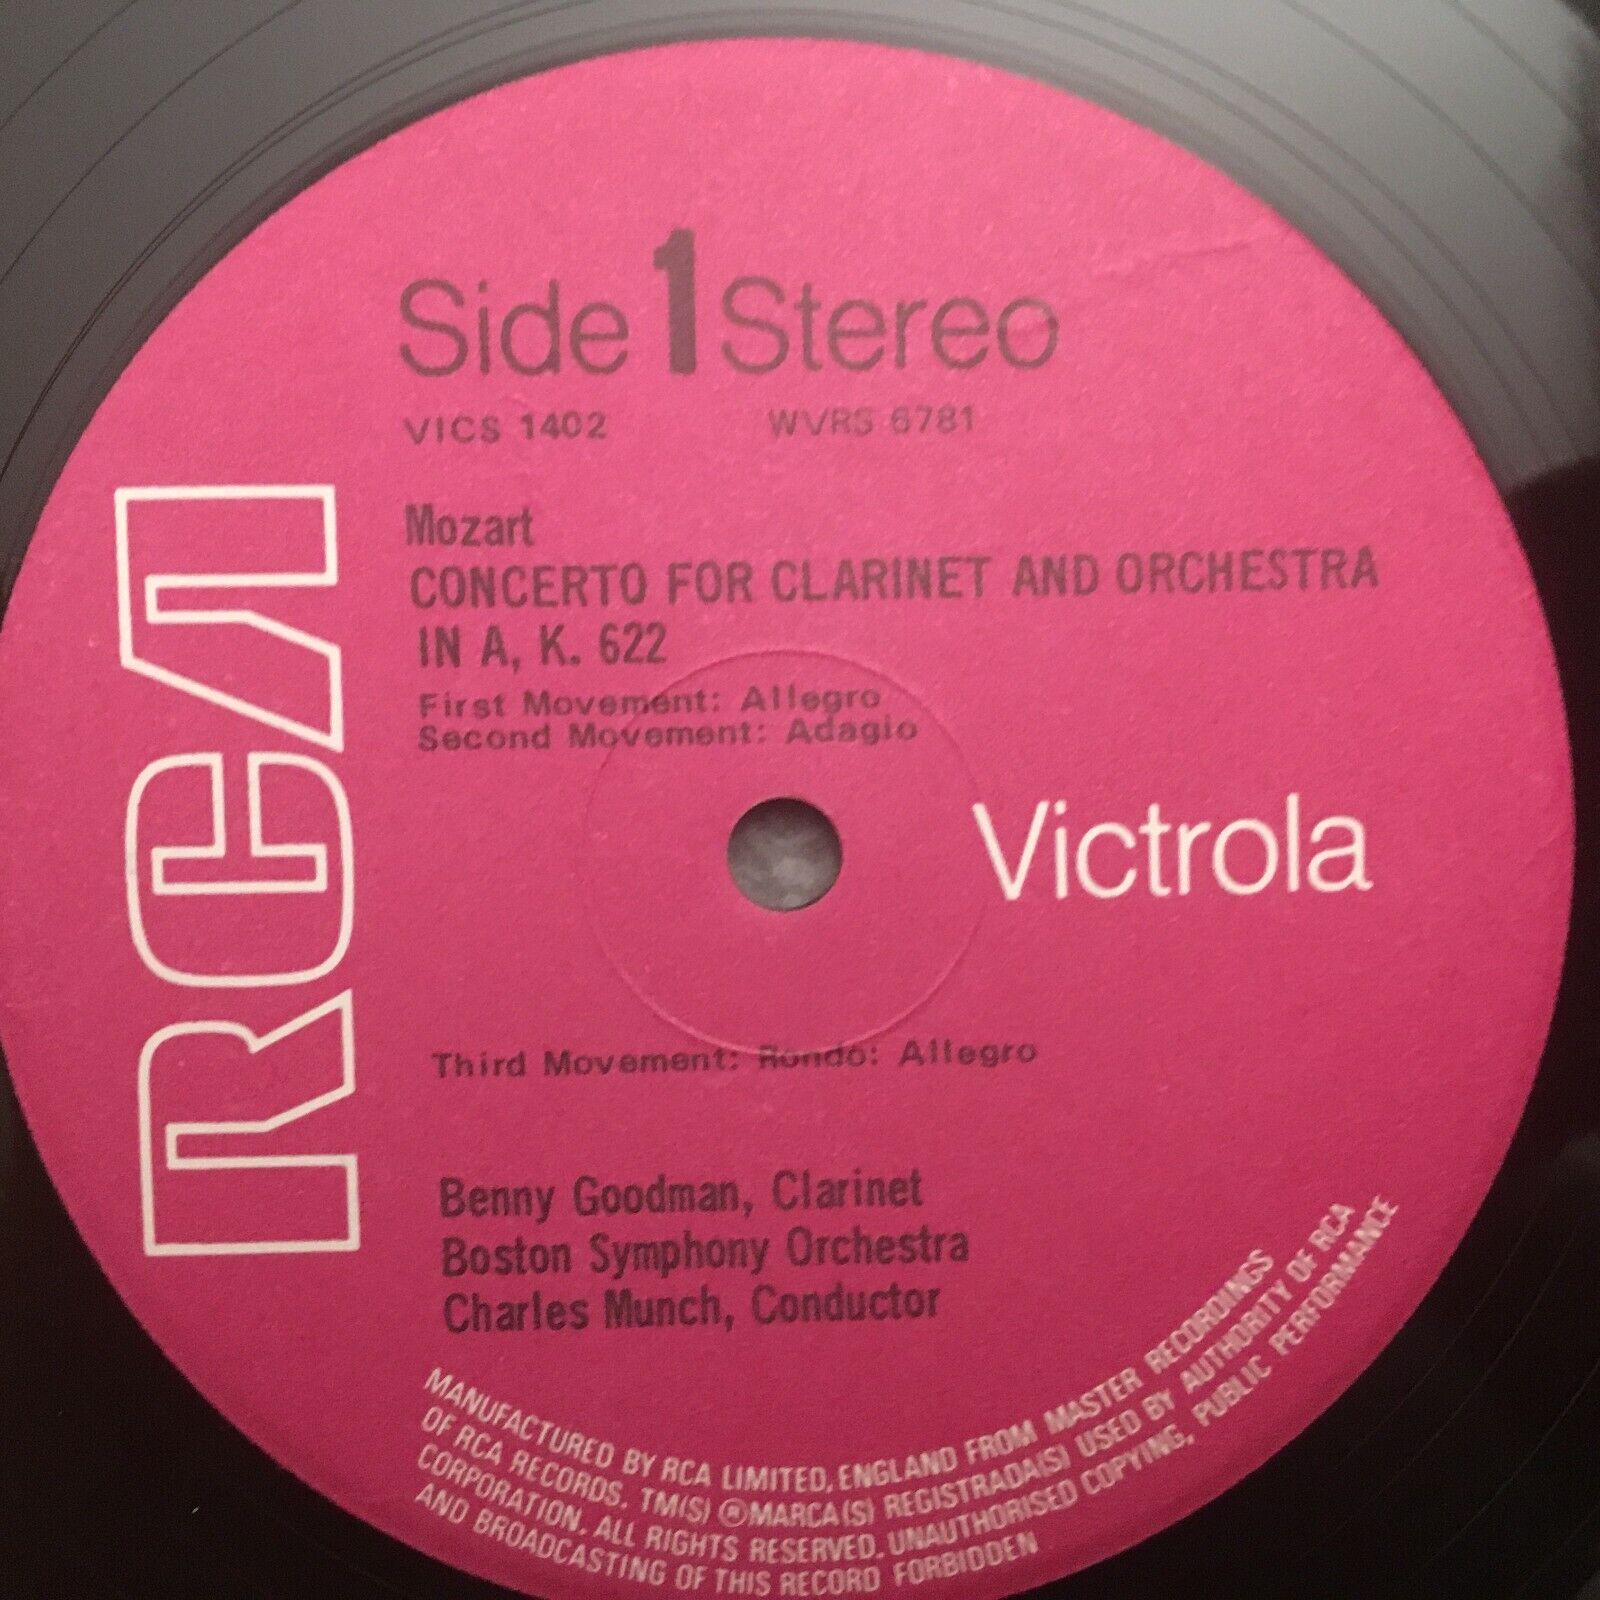 Side 1 Stereo
VICS 1402 WVRS 6781
Mozart
CONCERTO FOR CLARINET AND ORCHESTRA
IN A, K. 622
First Movement: Allegro
Second Movement: Adagio
RCA
Victrola
Third Movement: Rondo: Allegro
Benny Goodman, Clarinet
Boston Symphony Orchestra
Charles Munch, Conductor
MANUFACTURED BY RCA LIMITED, ENGLAND FROM MASTER RECORDINGS
OF RCA RECORDS. TM(S) ® MARCA(S) REGISTRADA(S) USED BY AUTHORITY OF RCA
CORPORATION. ALL RIGHTS RESERVED. UNAUTHORISED COPYING, PUBLIC PERFORMANCE
AND BROADCASTING OF THIS RECORD FORBIDDEN